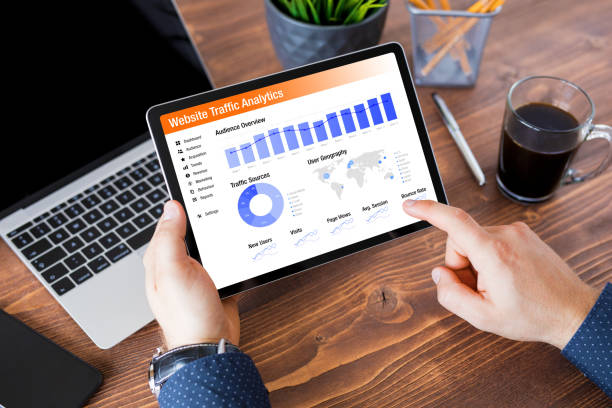 Website Traffic Analytics
Dashboard
Audience
Acquisition
Trends
Revenue
Marketing
Behaviour
Reports
Settings
Audience Overview
Traffic Sources
User Geography
New Users
Visits
Page Views
Avg. Session
Bounce Rate